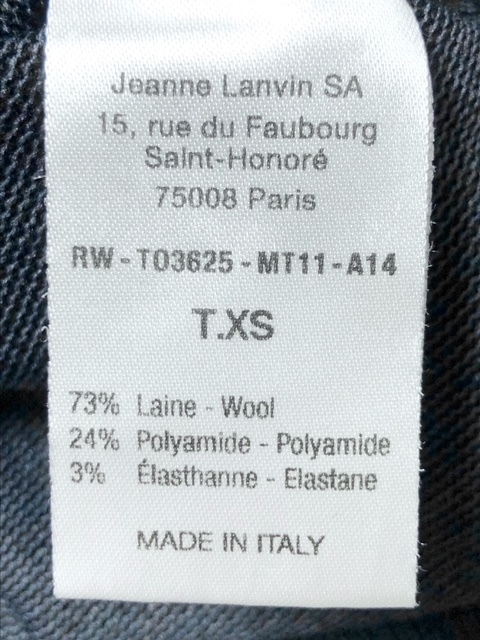 Jeanne Lanvin SA
15, rue du Faubourg
Saint-Honoré
75008 Paris
RW-T03625-MT11-A14
T.XS
73% Laine - Wool
24% Polyamide - Polyamide
3% Élasthanne - Elastane
MADE IN ITALY